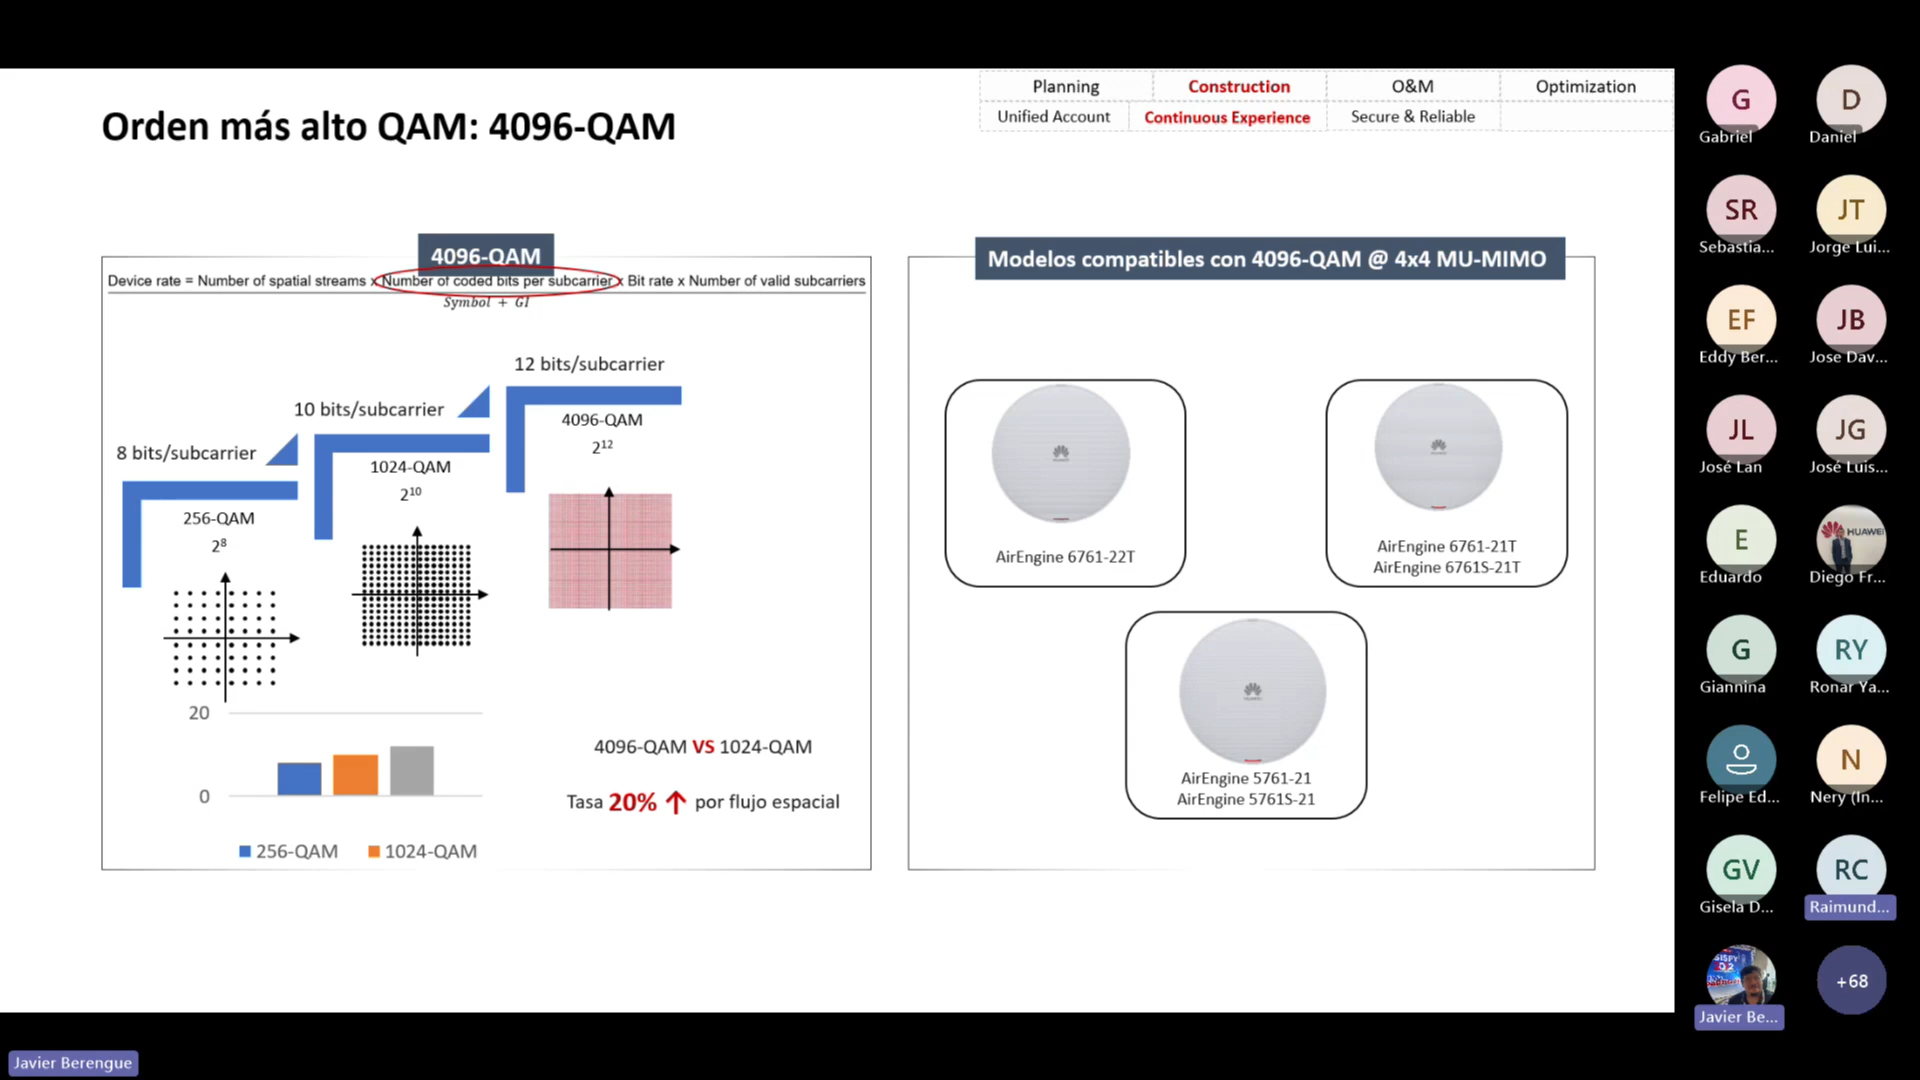 Planning Construction O&M Optimization
Unified Account Continuous Experience Secure & Reliable
Orden más alto QAM: 4096-QAM
4096-QAM
Device rate = Number of spatial streams x Number of coded bits per subcarrier x Bit rate x Number of valid subcarriers
Symbol + GI
12 bits/subcarrier
10 bits/subcarrier
8 bits/subcarrier
4096-QAM
2¹²
1024-QAM
2¹⁰
256-QAM
2⁸
20
0
256-QAM 1024-QAM
4096-QAM VS 1024-QAM
Tasa 20% ↑ por flujo espacial
Modelos compatibles con 4096-QAM @ 4x4 MU-MIMO
AirEngine 6761-22T
AirEngine 6761-21T
AirEngine 6761S-21T
AirEngine 5761-21
AirEngine 5761S-21
G D
Gabriel Daniel
SR JT
Sebastia... Jorge Lui...
EF JB
Eddy Ber... Jose Dav...
JL JG
José Lan José Luis...
E HUAWEI
Eduardo Diego Fr...
G RY
Giannina Ronar Ya...
N
Felipe Ed... Nery (In...
GV RC
Gisela D... Raimund...
+68
Javier Be...
Javier Berengue